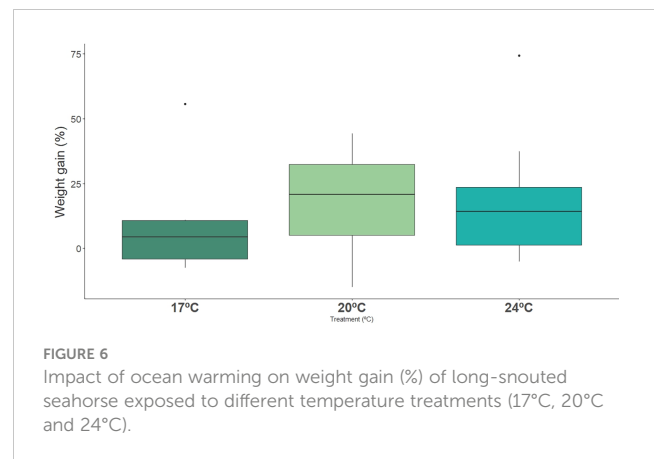 75
50
25
0
Weight gain (%)
17ºC
20ºC
24ºC
Treatment (ºC)
FIGURE 6
Impact of ocean warming on weight gain (%) of long-snouted
seahorse exposed to different temperature treatments (17°C, 20°C
and 24°C).